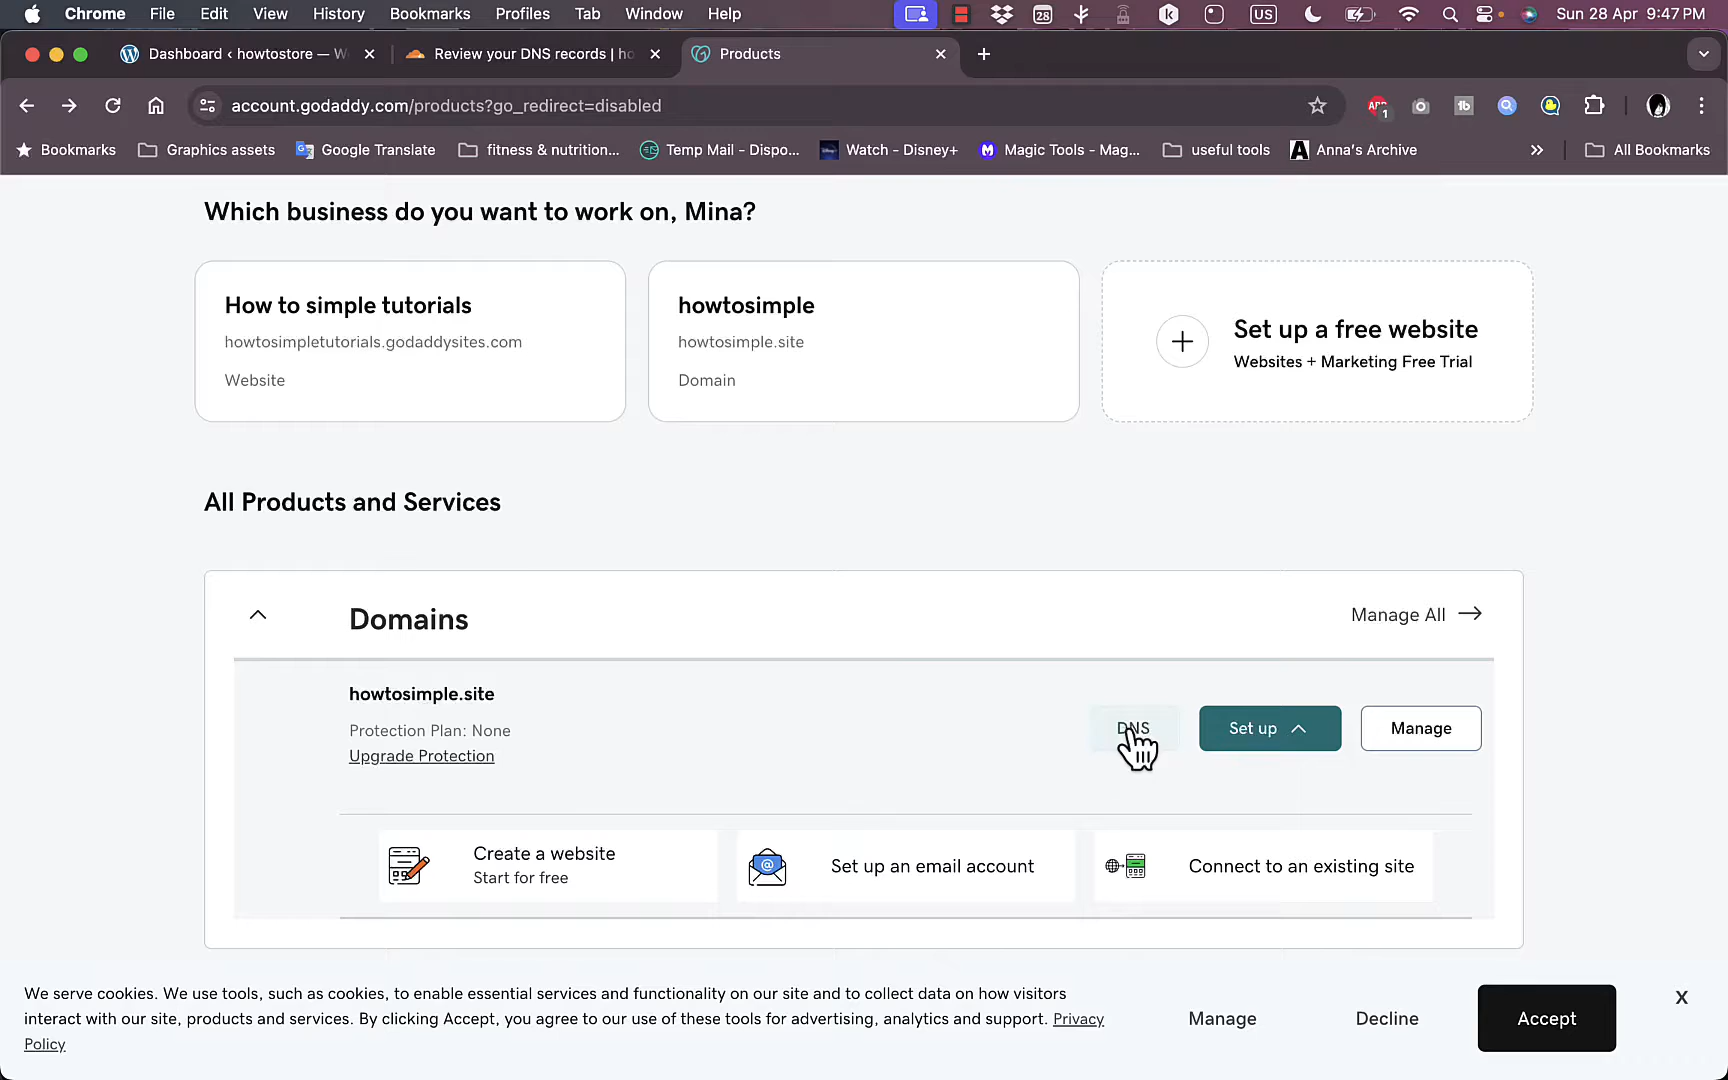 Chrome File Edit View History Bookmarks Profiles Tab Window Help 28 US Sun 28 Apr 9:47 PM
Dashboard ‹ howtostore — W Review your DNS records | ho Products
account.godaddy.com/products?go_redirect=disabled ABP 1 tb
Bookmarks Graphics assets Google Translate fitness & nutrition... Temp Mail - Dispo... Watch - Disney+ Magic Tools - Mag... useful tools A Anna's Archive » All Bookmarks
Which business do you want to work on, Mina?
How to simple tutorials
howtosimpletutorials.godaddysites.com
Website
howtosimple
howtosimple.site
Domain
Set up a free website
Websites + Marketing Free Trial
All Products and Services
Domains
Manage All
howtosimple.site
Protection Plan: None
Upgrade Protection
DNS
Set up
Manage
Create a website
Start for free
Set up an email account
Connect to an existing site
We serve cookies. We use tools, such as cookies, to enable essential services and functionality on our site and to collect data on how visitors
interact with our site, products and services. By clicking Accept, you agree to our use of these tools for advertising, analytics and support. Privacy
Policy
Manage
Decline
Accept
X